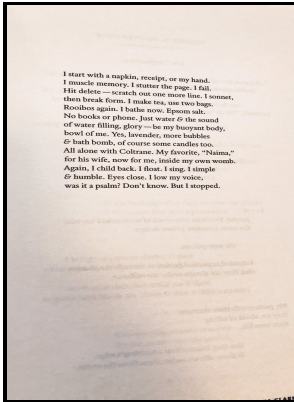 I start with a napkin, receipt, or my hand.
I muscle memory. I stutter the page. I fail.
Hit delete — scratch out one more line. I sonnet,
then break form. I make tea, use two bags.
Rooibos again. I bathe now. Epsom salt.
No books or phone. Just water & the sound
of water filling, glory — be my buoyant body,
bowl of me. Yes, lavender, more bubbles
& bath bomb, of course some candles too.
All alone with Coltrane. My favorite, "Naima,"
for his wife, now for me, inside my own womb.
Again, I child back. I float. I sing. I simple
& humble. Eyes close. I low my voice,
was it a psalm? Don't know. But I stopped.